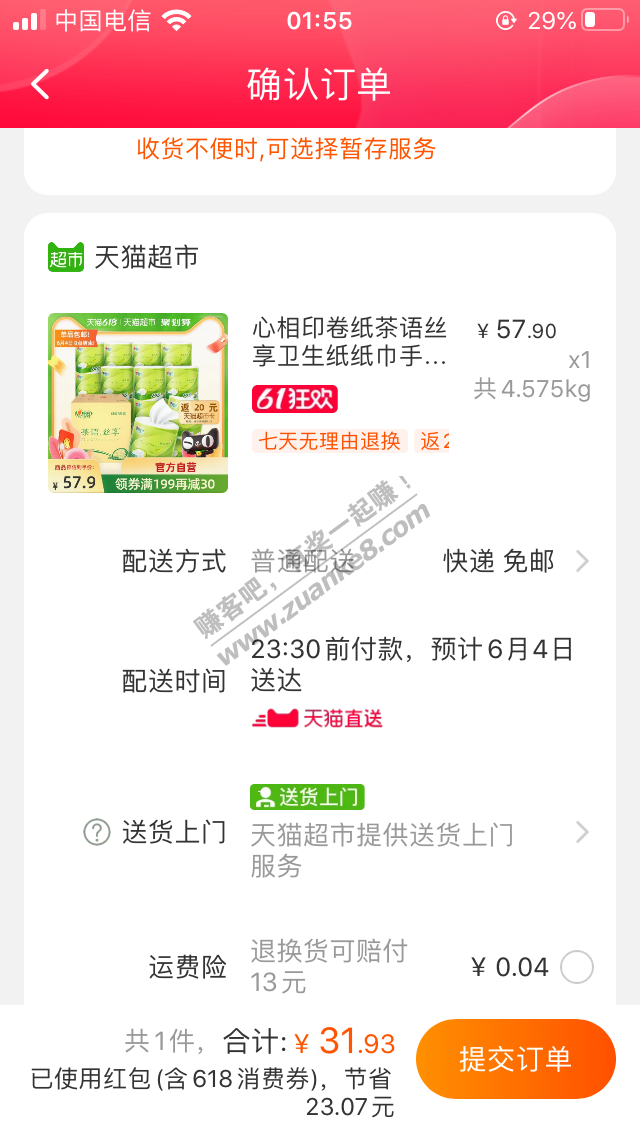 中国电信
01:55
29%
确认订单
收货不便时,可选择暂存服务
超市 天猫超市
天猫618 天猫超市 聚划算
返 20 元
茶语.丝享
官方自营
¥ 57.9 领券满199再减30
心相印卷纸茶语丝
享卫生纸纸巾手...
¥ 57.90
x1
共 4.575kg
61狂欢
七天无理由退换 返2
配送方式 普通配送 快递 免邮
赚客吧，有奖一起赚！
www.zuanke8.com
配送时间
23:30 前付款，预计 6月4日
送达
天猫直送
送货上门
? 送货上门
天猫超市提供送货上门
服务
运费险
退换货可赔付
13元
¥ 0.04
共1件，合计: ¥ 31.93
已使用红包(含 618 消费券)，节省
23.07元
提交订单